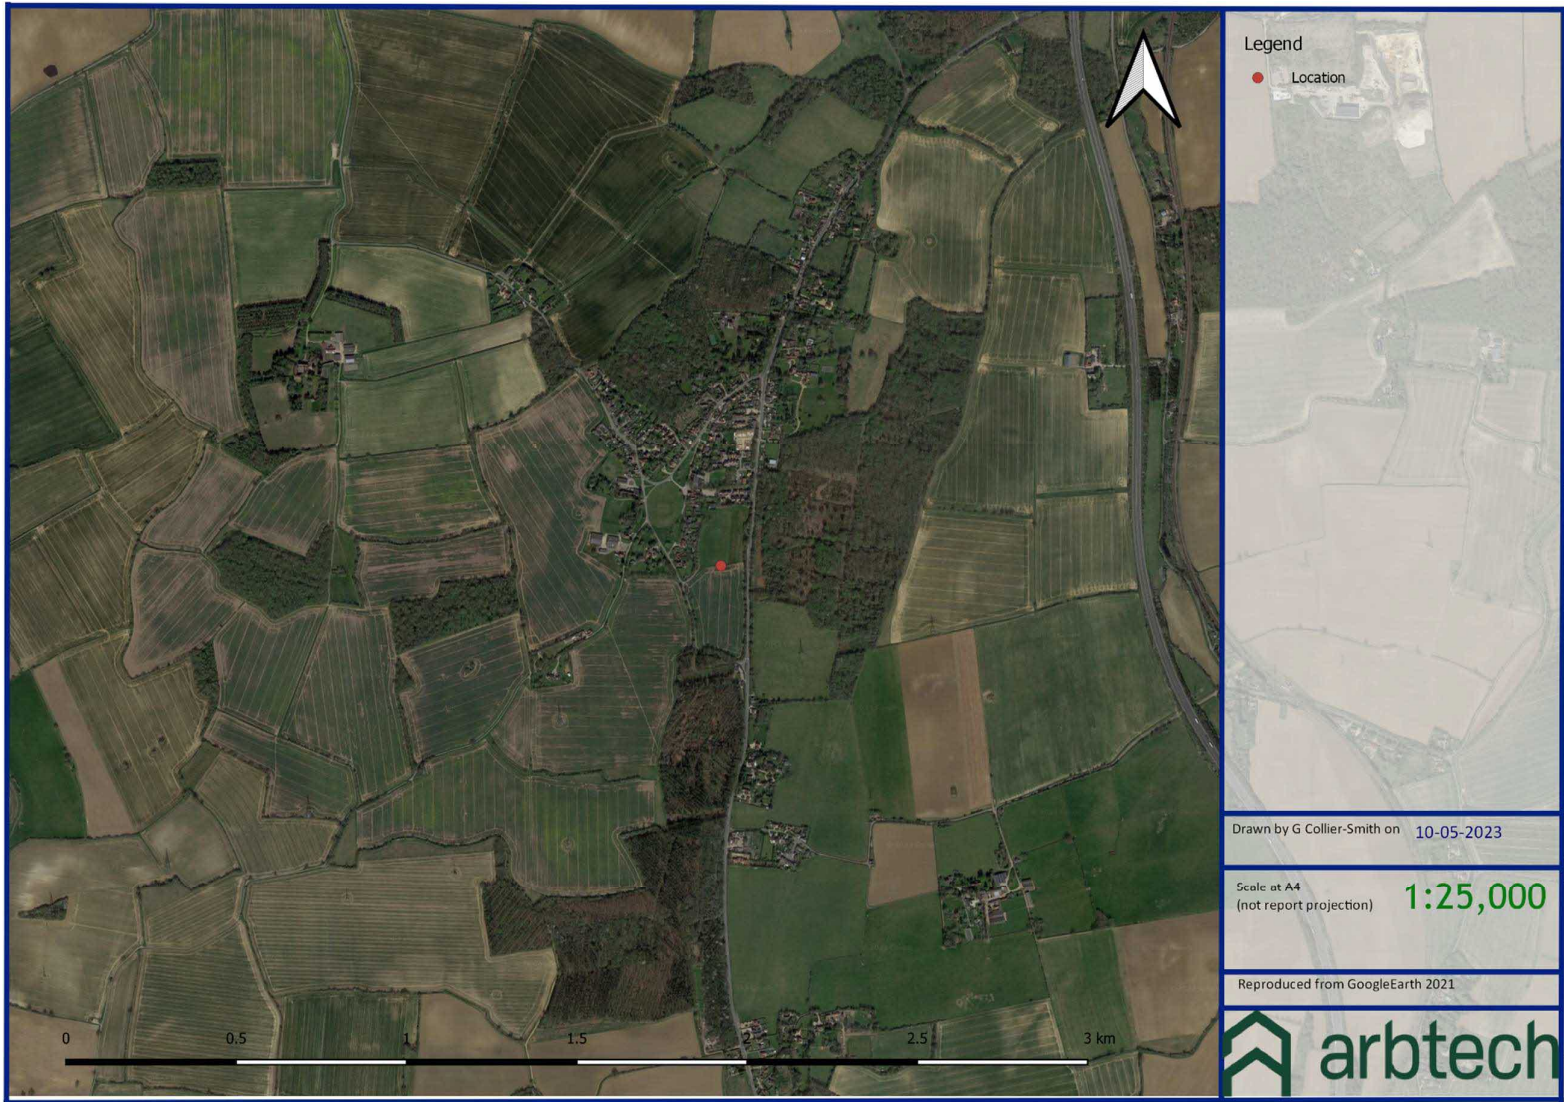 Legend
Location
Drawn by G Collier-Smith on 10-05-2023
Scale at A4
(not report projection) 1:25,000
Reproduced from GoogleEarth 2021
arbtech
0 0.5 1 1.5 2 2.5 3 km